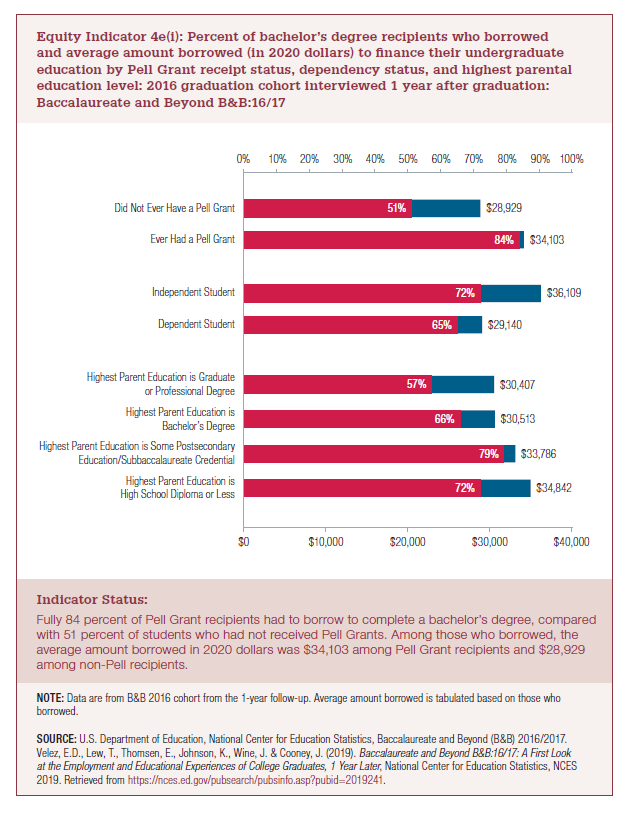 Equity Indicator 4e(i): Percent of bachelor's degree recipients who borrowed
and average amount borrowed (in 2020 dollars) to finance their undergraduate
education by Pell Grant receipt status, dependency status, and highest parental
education level: 2016 graduation cohort interviewed 1 year after graduation:
Baccalaureate and Beyond B&B:16/17
0% 10% 20% 30% 40% 50% 60% 70% 80% 90% 100%
Did Not Ever Have a Pell Grant 51% $28,929
Ever Had a Pell Grant 84% $34,103
Independent Student 72% $36,109
Dependent Student 65% $29,140
Highest Parent Education is Graduate
or Professional Degree 57% $30,407
Highest Parent Education is
Bachelor's Degree 66% $30,513
Highest Parent Education is Some Postsecondary
Education/Subbaccalaureate Credential 79% $33,786
Highest Parent Education is
High School Diploma or Less 72% $34,842
$0 $10,000 $20,000 $30,000 $40,000
Indicator Status:
Fully 84 percent of Pell Grant recipients had to borrow to complete a bachelor's degree, compared
with 51 percent of students who had not received Pell Grants. Among those who borrowed, the
average amount borrowed in 2020 dollars was $34,103 among Pell Grant recipients and $28,929
among non-Pell recipients.
NOTE: Data are from B&B 2016 cohort from the 1-year follow-up. Average amount borrowed is tabulated based on those who
borrowed.
SOURCE: U.S. Department of Education, National Center for Education Statistics, Baccalaureate and Beyond (B&B) 2016/2017.
Velez, E.D., Lew, T., Thomsen, E., Johnson, K., Wine, J. & Cooney, J. (2019). Baccalaureate and Beyond B&B:16/17: A First Look
at the Employment and Educational Experiences of College Graduates, 1 Year Later, National Center for Education Statistics, NCES
2019. Retrieved from https://nces.ed.gov/pubsearch/pubsinfo.asp?pubid=2019241.